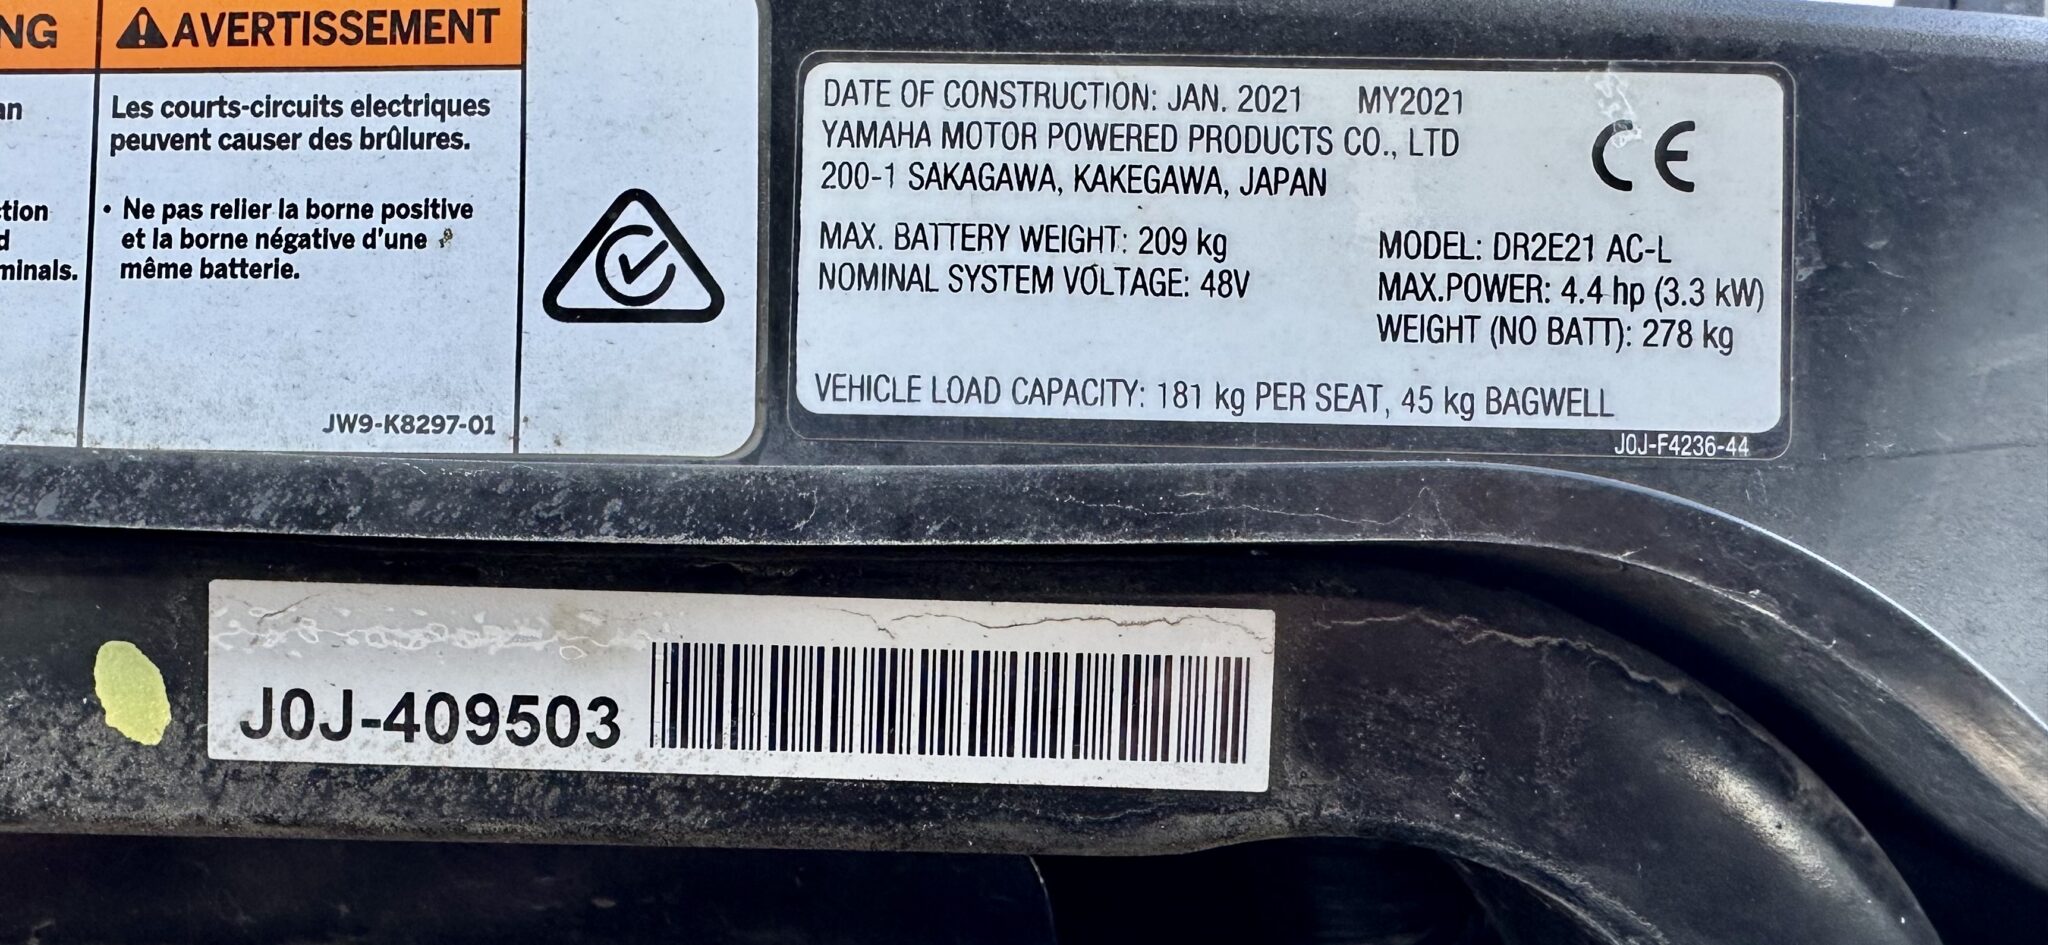 NG
AVERTISSEMENT
an
Les courts-circuits electriques
peuvent causer des brûlures.
tion
d
minals.
• Ne pas relier la borne positive
et la borne négative d'une
même batterie.
JW9-K8297-01
DATE OF CONSTRUCTION: JAN. 2021 MY2021
YAMAHA MOTOR POWERED PRODUCTS CO., LTD
200-1 SAKAGAWA, KAKEGAWA, JAPAN
CE
MAX. BATTERY WEIGHT: 209 kg
NOMINAL SYSTEM VOLTAGE: 48V
MODEL: DR2E21 AC-L
MAX.POWER: 4.4 hp (3.3 kW)
WEIGHT (NO BATT): 278 kg
VEHICLE LOAD CAPACITY: 181 kg PER SEAT, 45 kg BAGWELL
J0J-F4236-44
J0J-409503